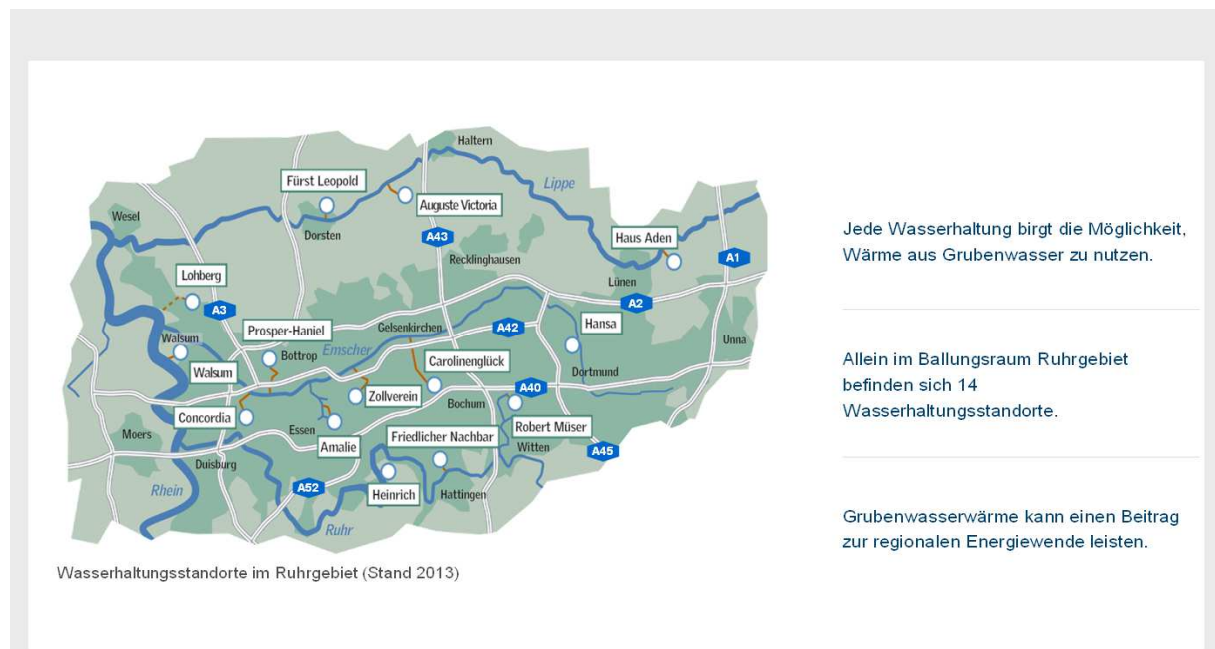 Haltern
Fürst Leopold
Lippe
Auguste Victoria
Wesel
Dorsten
A43
Haus Aden
A1
Recklinghausen
Lohberg
Lünen
A3
A2
Prosper-Haniel
Gelsenkirchen
A42
Hansa
Walsum
Bottrop
Emscher
Carolinenglück
Unna
Walsum
Dortmund
Zollverein
A40
Concordia
Bochum
Essen
Robert Müser
Moers
Amalie
Friedlicher Nachbar
Witten
A45
Duisburg
Rhein
A52
Heinrich
Hattingen
Ruhr
Wasserhaltungsstandorte im Ruhrgebiet (Stand 2013)
Jede Wasserhaltung birgt die Möglichkeit,
Wärme aus Grubenwasser zu nutzen.
Allein im Ballungsraum Ruhrgebiet
befinden sich 14
Wasserhaltungsstandorte.
Grubenwasserwärme kann einen Beitrag
zur regionalen Energiewende leisten.